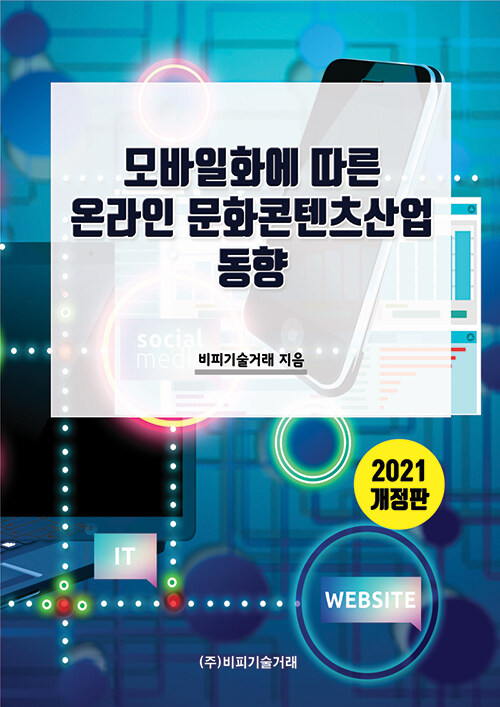 모바일화에 따른
온라인 문화콘텐츠산업
동향
social
media
비피기술거래 지음
2021
개정판
IT
WEBSITE
(주)비피기술거래